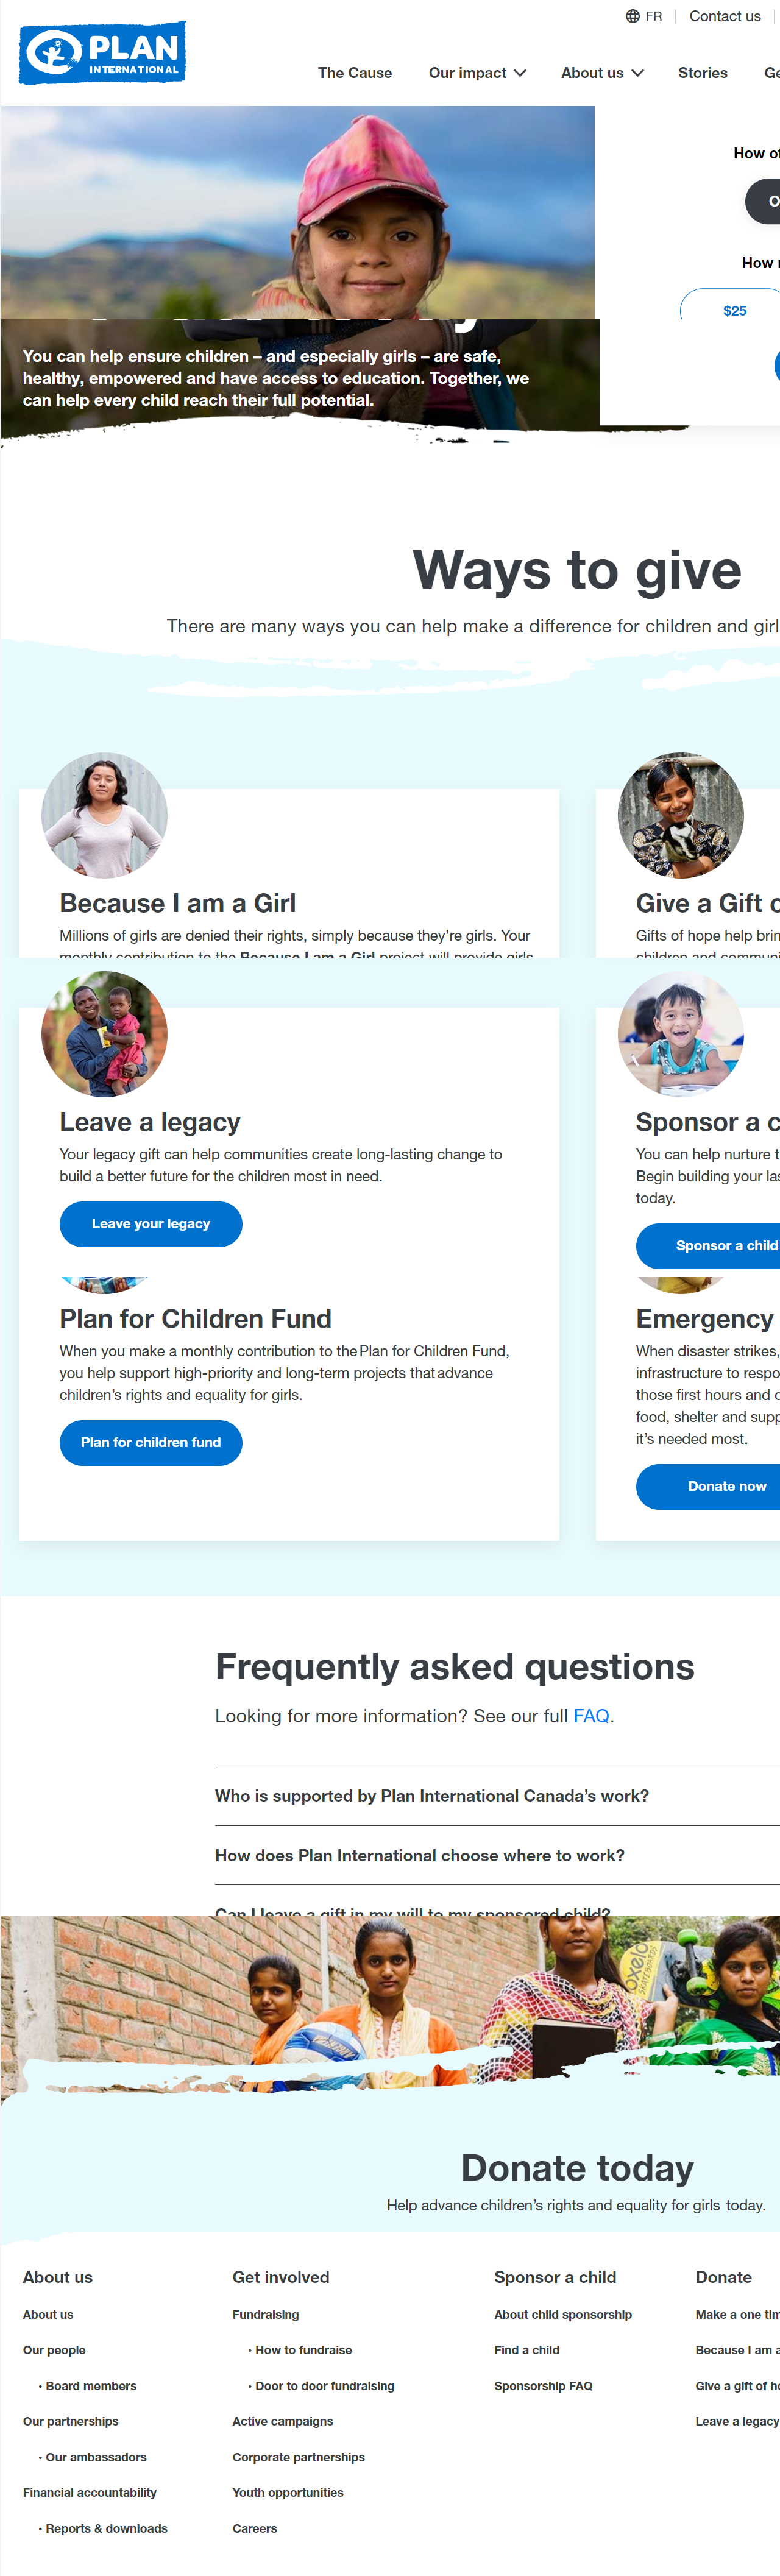 FR
Contact us
PLAN
INTERNATIONAL
The Cause
Our impact
About us
Stories
How
$25
You can help ensure children – and especially girls – are safe,
healthy, empowered and have access to education. Together, we
can help every child reach their full potential.
Ways to give
There are many ways you can help make a difference for children and
Because I am a Girl
Millions of girls are denied their rights, simply because they're girls. Your
monthly contribution to the Because I am a Girl project will provide girls
Give a Gift
Gifts of hope help
children and
Leave a legacy
Your legacy gift can help communities create long-lasting change to
build a better future for the children most in need.
Leave your legacy
Sponsor a
You can help nurture
Begin building your
today.
Sponsor a child
Plan for Children Fund
When you make a monthly contribution to the Plan for Children Fund,
you help support high-priority and long-term projects that advance
children's rights and equality for girls.
Plan for children fund
Emergency
When disaster strikes,
infrastructure to
those first hours and
food, shelter and
it's needed most.
Donate now
Frequently asked questions
Looking for more information? See our full FAQ.
Who is supported by Plan International Canada's work?
How does Plan International choose where to work?
Can I leave a gift in my will to my sponsored child?
oxelo
Donate today
Help advance children's rights and equality for girls today.
About us
About us
Our people
• Board members
Our partnerships
• Our ambassadors
Financial accountability
• Reports & downloads
Get involved
Fundraising
• How to fundraise
• Door to door fundraising
Active campaigns
Corporate partnerships
Youth opportunities
Careers
Sponsor a child
About child sponsorship
Find a child
Sponsorship FAQ
Donate
Make a one
Because I am
Give a gift of
Leave a legacy